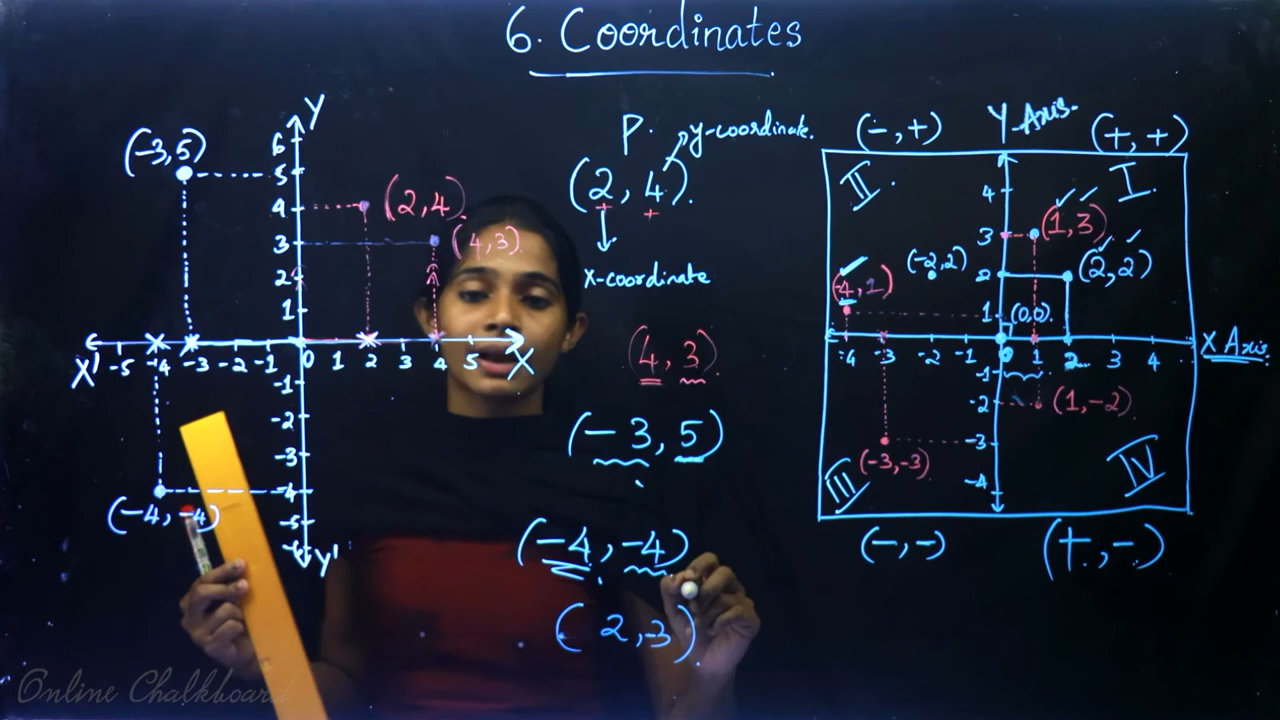 6. Coordinates
Y
6
5
4
3
2
1
(-3,5)
(2,4)
(4,3)
X' -5 -4 -3 -2 -1 0 1 2 3 4 5 X
-1
-2
-3
-4
-5
-6
Y'
(-4, -4)
P.
y-coordinate.
(2, 4).
+ +
x-coordinate
(4, 3)
(-3, 5)
(-4, -4)
(2, -3)
Y Axis.
(-, +)
(+, +)
II.
I.
4
3
2
1
(1, 3)
(-2, 2)
(2, 2)
(-4, 1)
(0,0)
-4 -3 -2 -1 0 1 2 3 4 X Axis.
-1
-2
-3
-4
(1, -2)
(-3, -3)
III
IV
(-, -)
(+, -)
Online Chalkboard